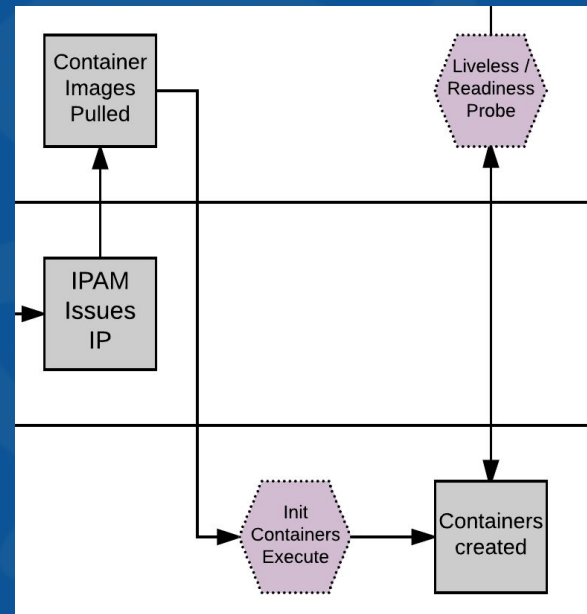 Container
Images
Pulled
Liveless /
Readiness
Probe
IPAM
Issues
IP
Init
Containers
Execute
Containers
created